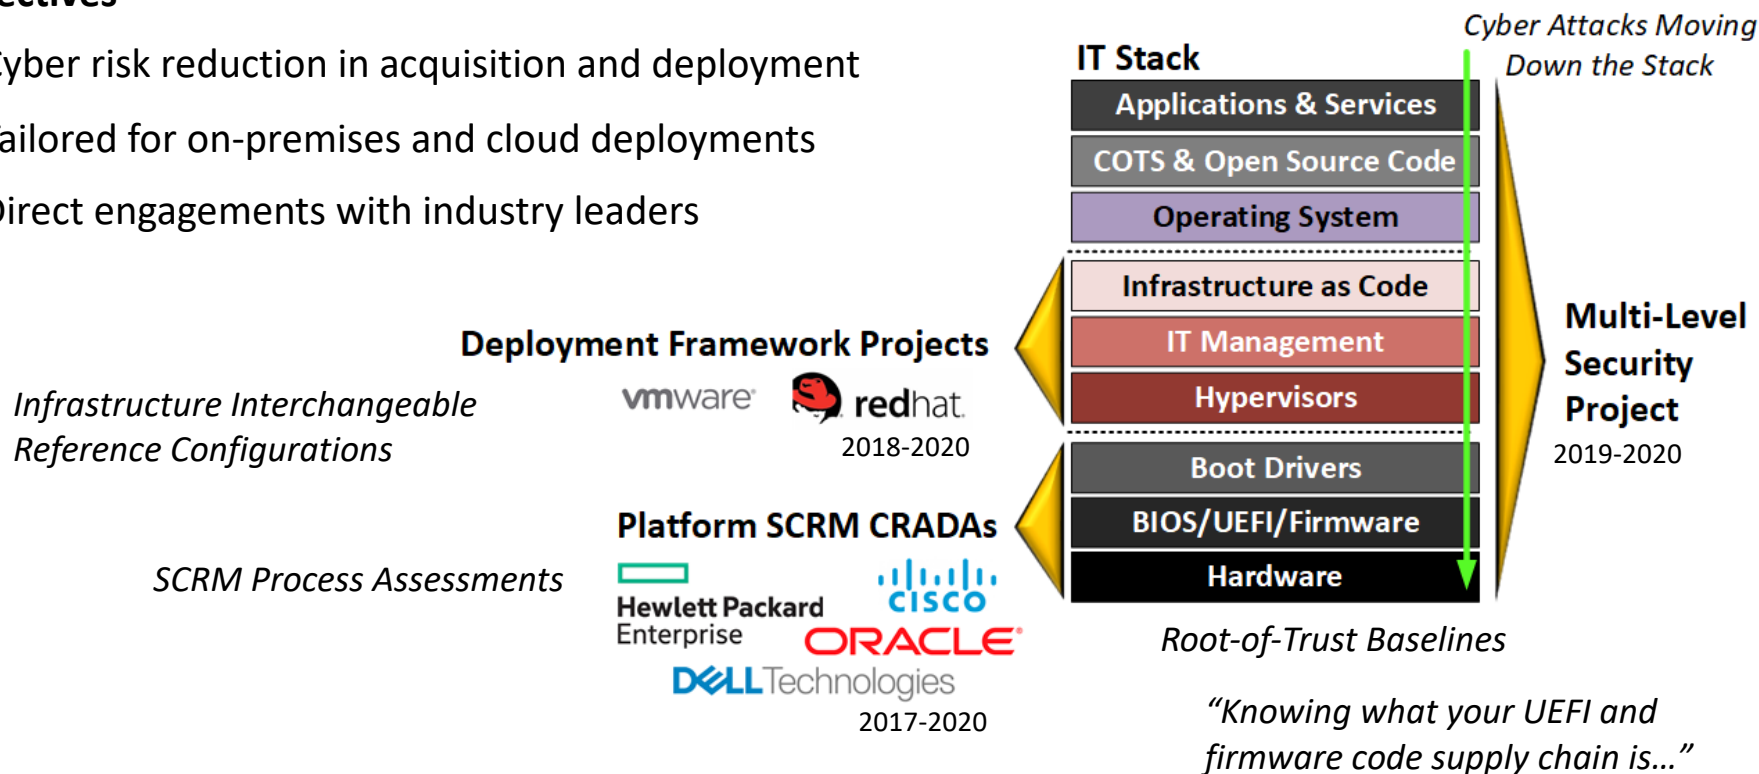 Cyber risk reduction in acquisition and deployment
Tailored for on-premises and cloud deployments
Direct engagements with industry leaders
Cyber Attacks Moving
Down the Stack
IT Stack
Applications & Services
COTS & Open Source Code
Operating System
Infrastructure as Code
IT Management
Hypervisors
Boot Drivers
BIOS/UEFI/Firmware
Hardware
Multi-Level
Security
Project
2019-2020
Deployment Framework Projects
vmware®
redhat.
2018-2020
Infrastructure Interchangeable
Reference Configurations
Platform SCRM CRADAs
SCRM Process Assessments
Hewlett Packard
Enterprise
CISCO
ORACLE®
DELL Technologies
2017-2020
Root-of-Trust Baselines
“Knowing what your UEFI and
firmware code supply chain is…”